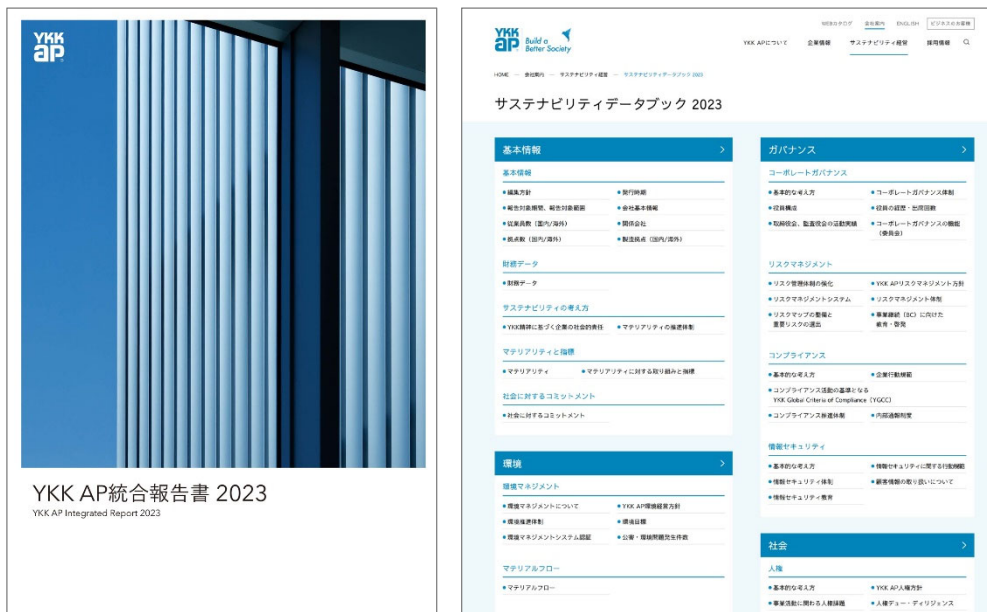 YKK
ap
YKK AP統合報告書 2023
YKK AP Integrated Report 2023
YKK
ap
Build a
Better Society
WEBカタログ 会社案内 ENGLISH ビジネスのお客様
YKK APについて 企業情報 サステナビリティ経営 採用情報
HOME — 会社案内 — サステナビリティ経営 — サステナビリティデータブック 2023
サステナビリティデータブック 2023
基本情報
基本情報
●編集方針 ●発行時期
●報告対象期間、報告対象範囲 ●会社基本情報
●従業員数（国内/海外） ●関係会社
●拠点数（国内/海外） ●製造拠点（国内/海外）
財務データ
●財務データ
サステナビリティの考え方
●YKK精神に基づく企業の社会的責任 ●マテリアリティの推進体制
マテリアリティと指標
●マテリアリティ ●マテリアリティに対する取り組みと指標
社会に対するコミットメント
●社会に対するコミットメント
環境
環境マネジメント
●環境マネジメントについて ●YKK AP環境経営方針
●環境推進体制 ●環境目標
●環境マネジメントシステム認証 ●公害・環境問題発生件数
マテリアルフロー
●マテリアルフロー
ガバナンス
コーポレートガバナンス
●基本的な考え方 ●コーポレートガバナンス体制
●役員構成 ●役員の経歴・出席回数
●取締役会、監査役会の活動実績 ●コーポレートガバナンスの機能
（委員会）
リスクマネジメント
●リスク管理体制の強化 ●YKK APリスクマネジメント方針
●リスクマネジメントシステム ●リスクマネジメント体制
●リスクマップの整備と ●事業継続（BC）に向けた
重要リスクの選出 教育・啓発
コンプライアンス
●基本的な考え方 ●企業行動規範
●コンプライアンス活動の基準となる
YKK Global Criteria of Compliance（YGCC）
●コンプライアンス推進体制 ●内部通報制度
情報セキュリティ
●基本的な考え方 ●情報セキュリティに関する行動規範
●情報セキュリティ体制 ●顧客情報の取り扱いについて
●情報セキュリティ教育
社会
人権
●基本的な考え方 ●YKK AP人権方針
●事業活動に関わる人権課題 ●人権デュー・ディリジェンス